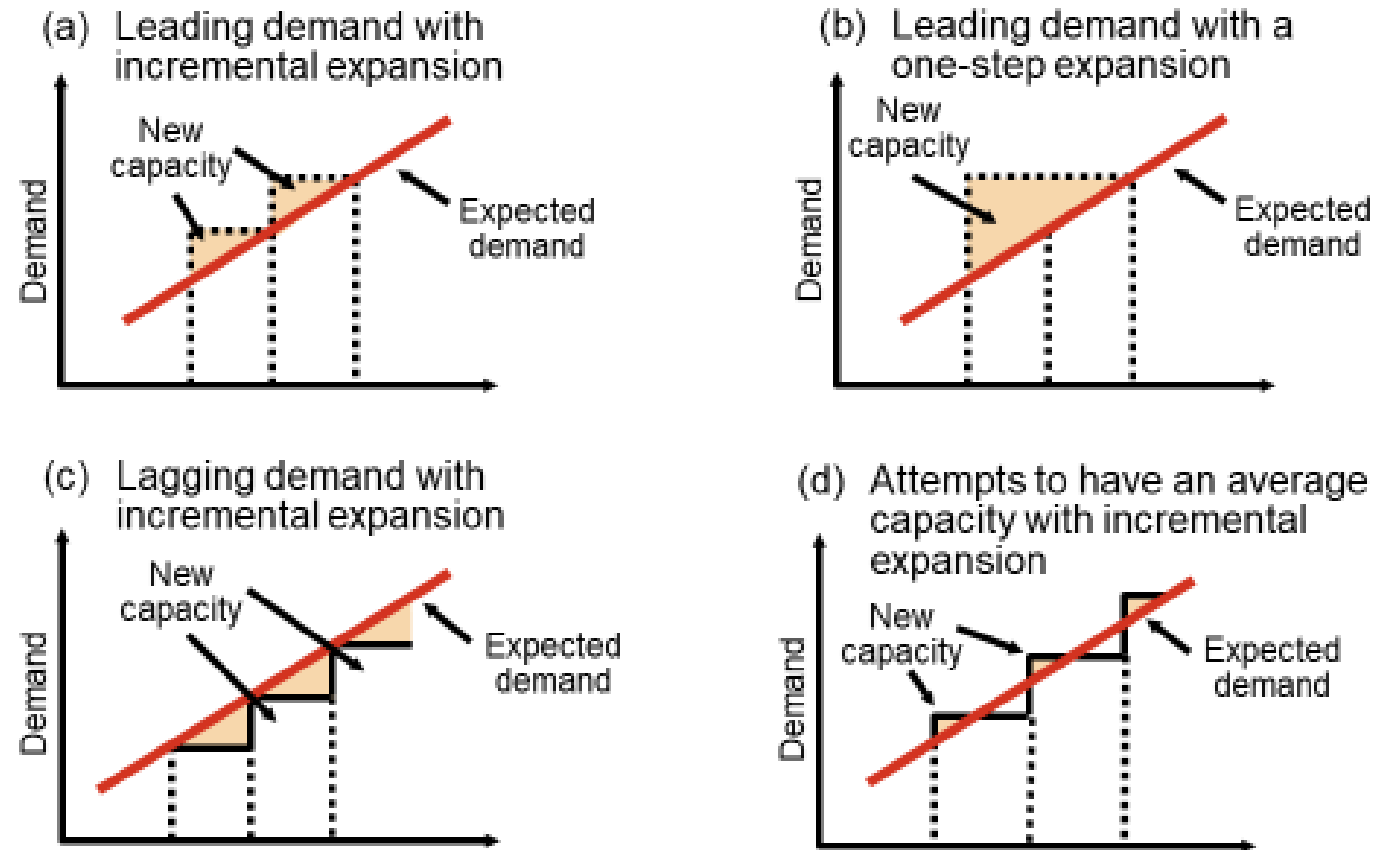 (a) Leading demand with
incremental expansion
New
capacity
Expected
demand
Demand
(b) Leading demand with a
one-step expansion
New
capacity
Expected
demand
Demand
(c) Lagging demand with
incremental expansion
New
capacity
Expected
demand
Demand
(d) Attempts to have an average
capacity with incremental
expansion
New
capacity
Expected
demand
Demand